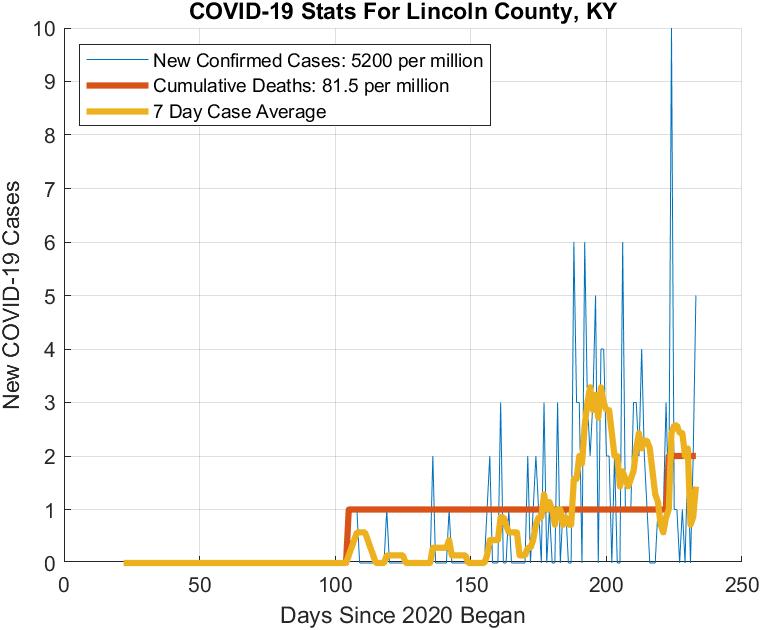 COVID-19 Stats For Lincoln County, KY
New Confirmed Cases: 5200 per million
Cumulative Deaths: 81.5 per million
7 Day Case Average
New COVID-19 Cases
10
9
8
7
6
5
4
3
2
1
0
0 50 100 150 200 250
Days Since 2020 Began